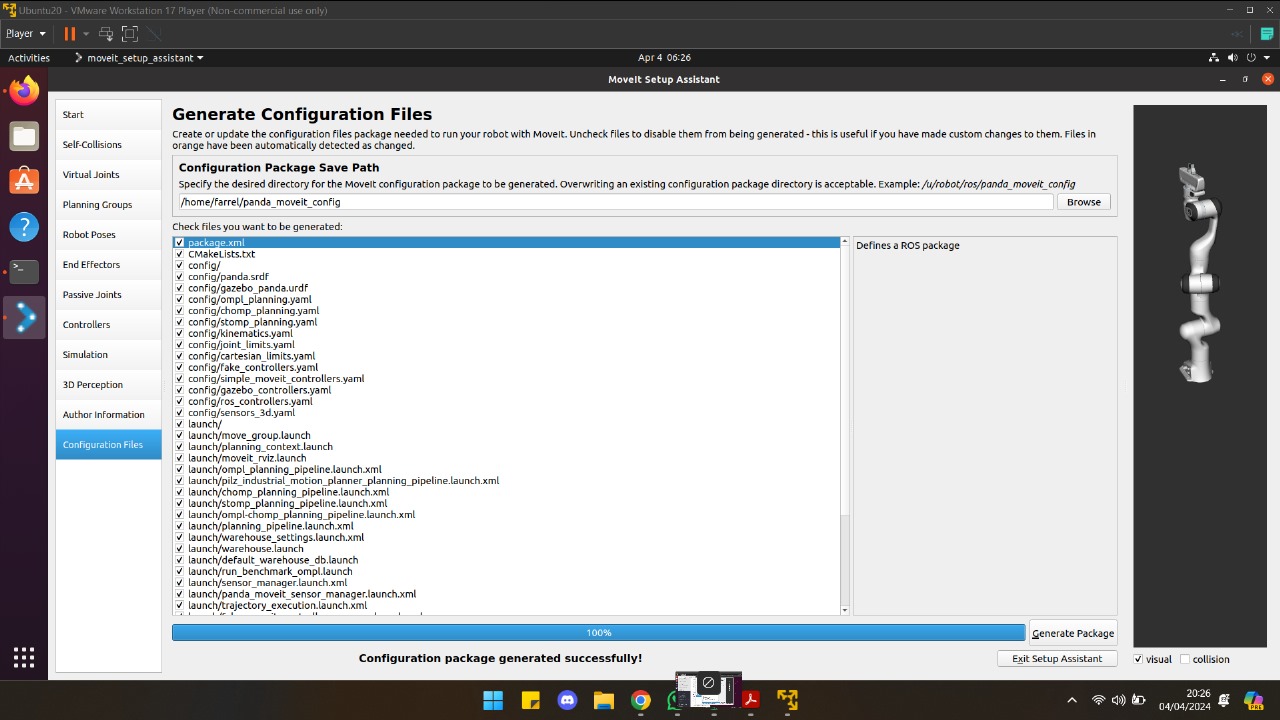 Ubuntu20 - VMware Workstation 17 Player (Non-commercial use only)
Player
Activities
moveit_setup_assistant
Apr 4 06:26
MoveIt Setup Assistant
Start
Self-Collisions
Virtual Joints
Planning Groups
Robot Poses
End Effectors
Passive Joints
Controllers
Simulation
3D Perception
Author Information
Configuration Files
Generate Configuration Files
Create or update the configuration files package needed to run your robot with MoveIt. Uncheck files to disable them from being generated - this is useful if you have made custom changes to them. Files in
orange have been automatically detected as changed.
Configuration Package Save Path
Specify the desired directory for the MoveIt configuration package to be generated. Overwriting an existing configuration package directory is acceptable. Example: /u/robot/ros/panda_moveit_config
/home/farrel/panda_moveit_config
Browse
Check files you want to be generated:
package.xml
CMakeLists.txt
config/
config/panda.srdf
config/gazebo_panda.urdf
config/ompl_planning.yaml
config/chomp_planning.yaml
config/stomp_planning.yaml
config/kinematics.yaml
config/joint_limits.yaml
config/cartesian_limits.yaml
config/fake_controllers.yaml
config/simple_moveit_controllers.yaml
config/gazebo_controllers.yaml
config/ros_controllers.yaml
config/sensors_3d.yaml
launch/
launch/move_group.launch
launch/planning_context.launch
launch/moveit_rviz.launch
launch/ompl_planning_pipeline.launch.xml
launch/pilz_industrial_motion_planner_planning_pipeline.launch.xml
launch/chomp_planning_pipeline.launch.xml
launch/stomp_planning_pipeline.launch.xml
launch/ompl-chomp_planning_pipeline.launch.xml
launch/planning_pipeline.launch.xml
launch/warehouse_settings.launch.xml
launch/warehouse.launch
launch/default_warehouse_db.launch
launch/run_benchmark_ompl.launch
launch/sensor_manager.launch.xml
launch/panda_moveit_sensor_manager.launch.xml
launch/trajectory_execution.launch.xml
Defines a ROS package
100%
Generate Package
Configuration package generated successfully!
Exit Setup Assistant
visual
collision
20:26
04/04/2024